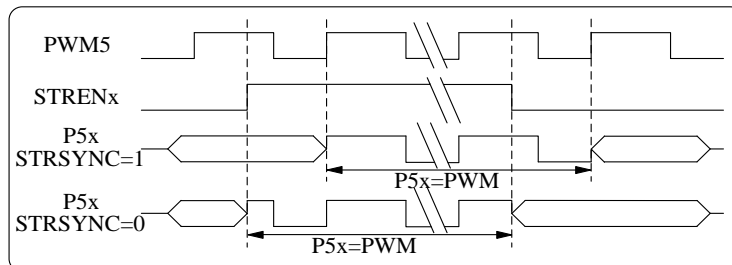 PWM5
STRENx
P5x
STRSYNC=1
P5x=PWM
P5x
STRSYNC=0
P5x=PWM